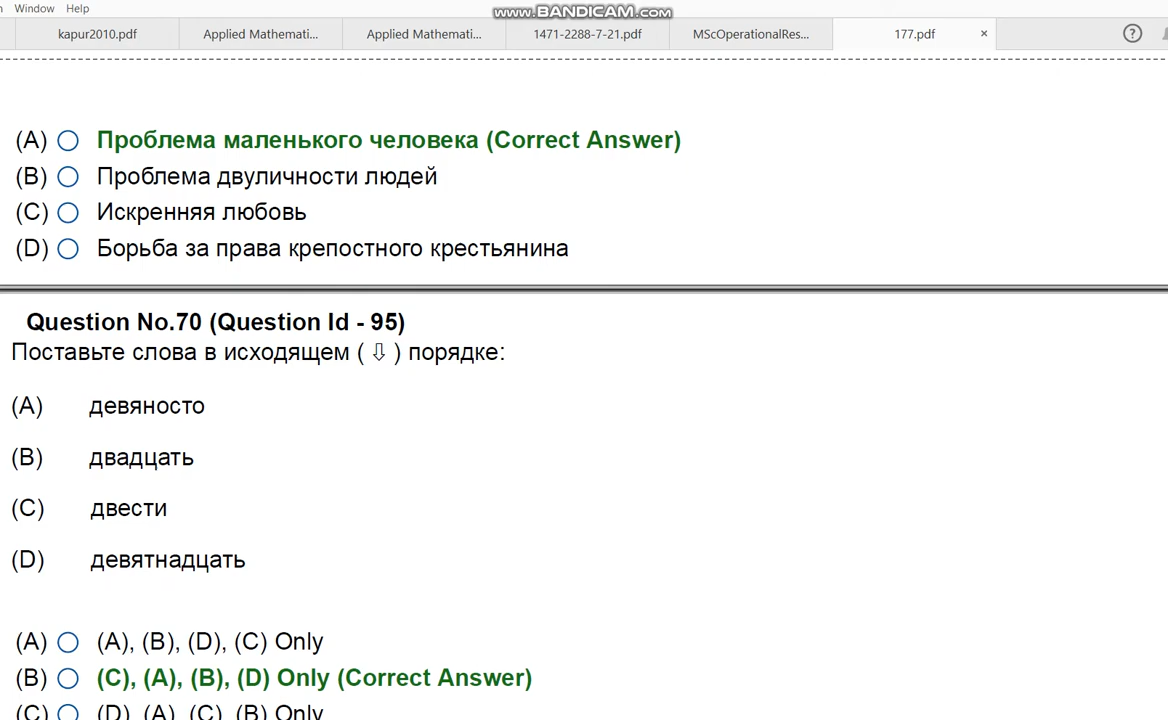 Window Help
www.BANDICAM.com
kapur2010.pdf Applied Mathemati... Applied Mathemati... 1471-2288-7-21.pdf MScOperationalRes... 177.pdf × ?
(A) Проблема маленького человека (Correct Answer)
(B) Проблема двуличности людей
(C) Искренняя любовь
(D) Борьба за права крепостного крестьянина
Question No.70 (Question Id - 95)
Поставьте слова в исходящем ( ⇩ ) порядке:
(A) девяносто
(B) двадцать
(C) двести
(D) девятнадцать
(A) (A), (B), (D), (C) Only
(B) (C), (A), (B), (D) Only (Correct Answer)
(C) (D), (A), (C), (B) Only